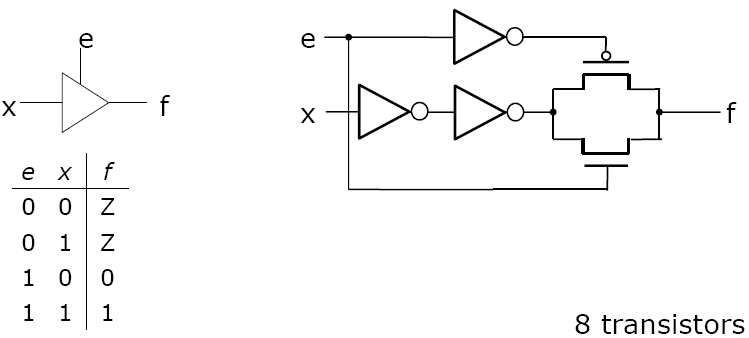 e
x f
e x f
0 0 Z
0 1 Z
1 0 0
1 1 1
e
x f
8 transistors